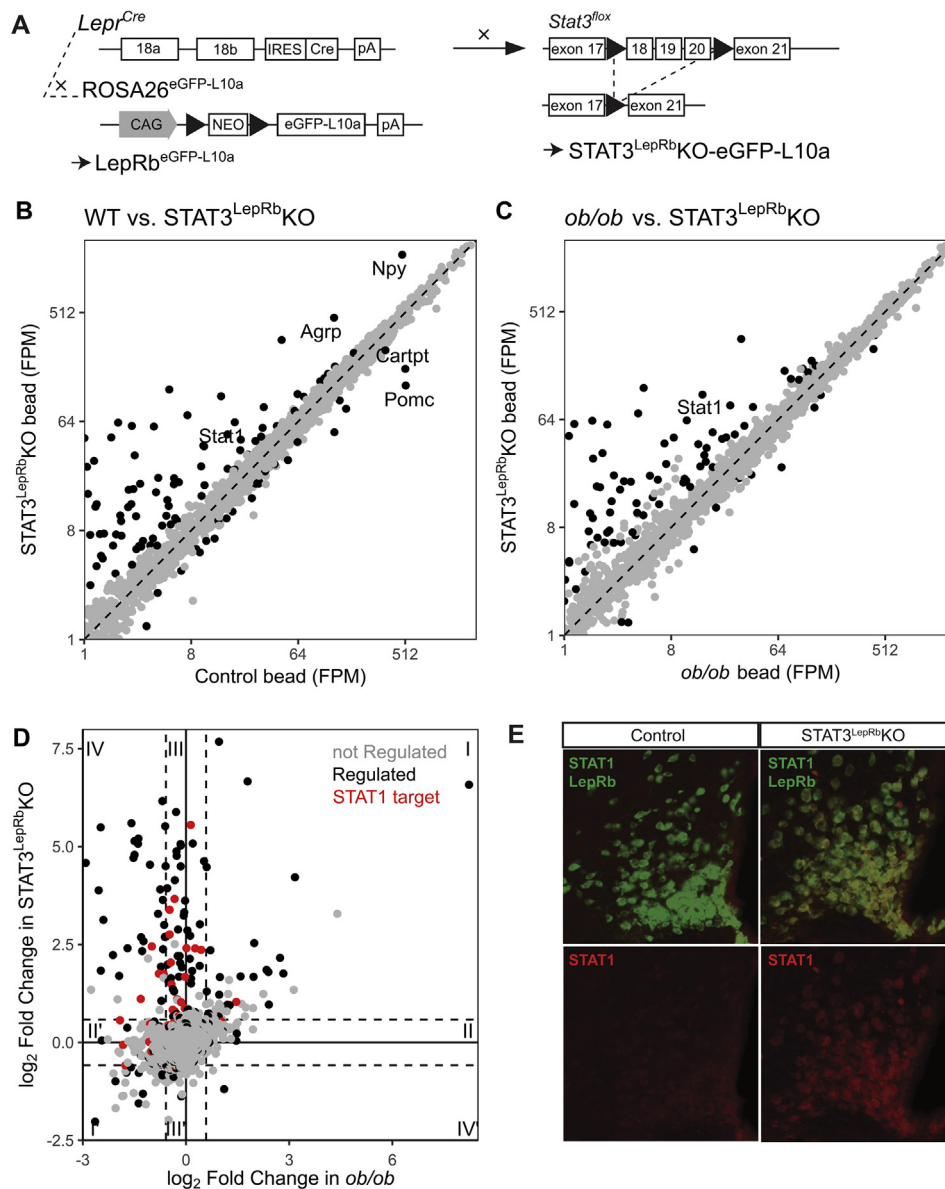 A
Lepr^Cre
18a 18b IRES Cre pA
×
ROSA26^eGFP-L10a
CAG NEO eGFP-L10a pA
LepRb^eGFP-L10a
×
Stat3^flox
exon 17 18 19 20 exon 21
exon 17 exon 21
STAT3^LepRbKO-eGFP-L10a
B
WT vs. STAT3^LepRbKO
STAT3^LepRbKO bead (FPM)
512
64
8
1
Npy
Agrp
Cartpt
Pomc
Stat1
1 8 64 512
Control bead (FPM)
C
ob/ob vs. STAT3^LepRbKO
STAT3^LepRbKO bead (FPM)
512
64
8
1
Stat1
1 8 64 512
ob/ob bead (FPM)
D
log2 Fold Change in STAT3^LepRbKO
7.5
5.0
2.5
0.0
-2.5
IV III I
not Regulated
Regulated
STAT1 target
II' II
I' III' IV'
-3 0 3 6
log2 Fold Change in ob/ob
E
Control STAT3^LepRbKO
STAT1
LepRb
STAT1
LepRb
STAT1 STAT1